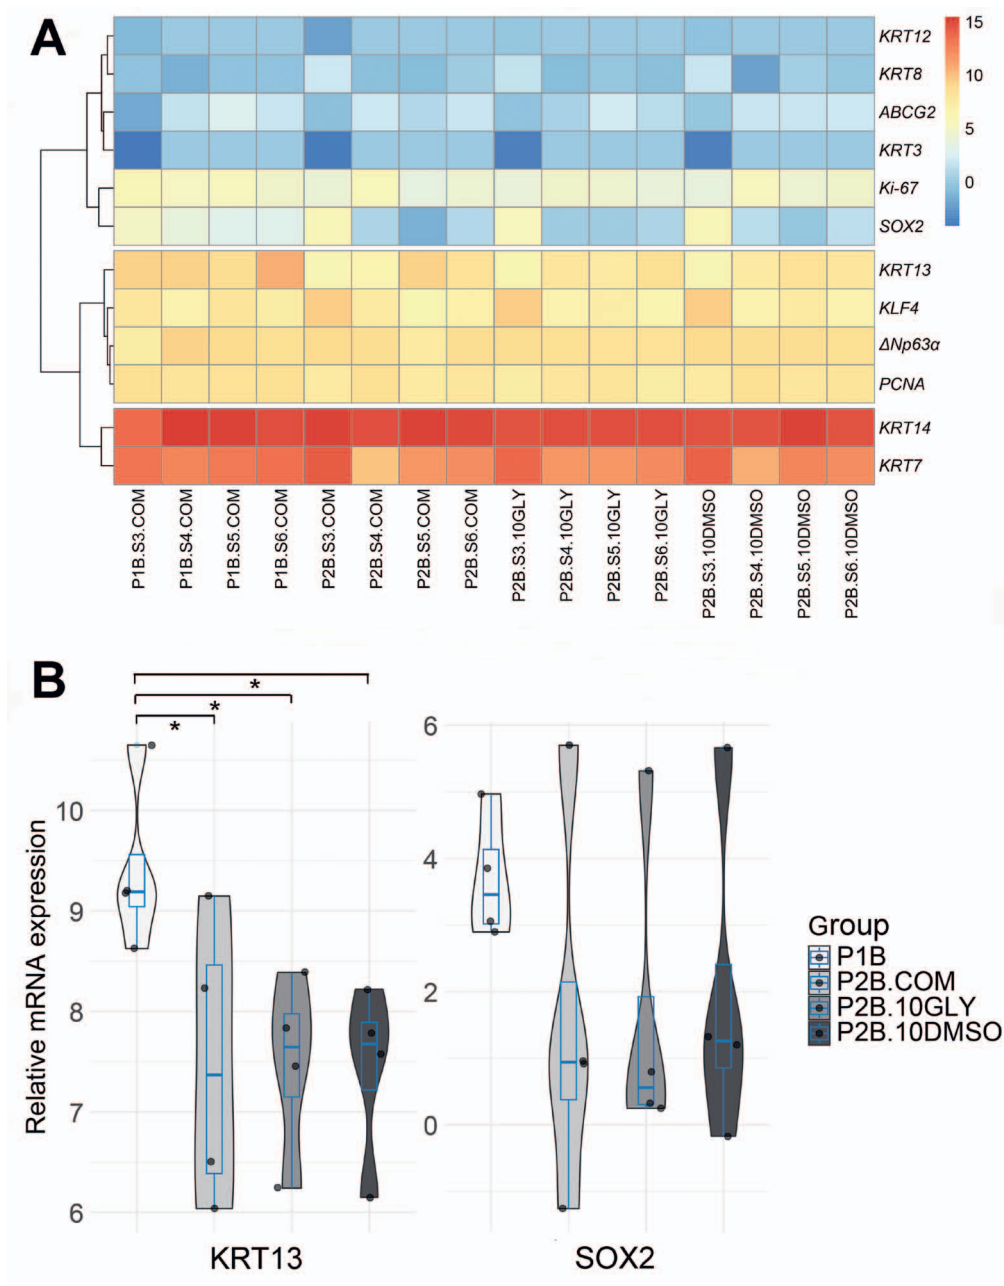 A
15
10
5
0
KRT12
KRT8
ABCG2
KRT3
Ki-67
SOX2
KRT13
KLF4
ΔNp63α
PCNA
KRT14
KRT7
P1B.S3.COM
P1B.S4.COM
P1B.S5.COM
P1B.S6.COM
P2B.S3.COM
P2B.S4.COM
P2B.S5.COM
P2B.S6.COM
P2B.S3.10GLY
P2B.S4.10GLY
P2B.S5.10GLY
P2B.S6.10GLY
P2B.S3.10DMSO
P2B.S4.10DMSO
P2B.S5.10DMSO
P2B.S6.10DMSO
B
*
*
*
Relative mRNA expression
10
9
8
7
6
KRT13
6
4
2
0
SOX2
Group
P1B
P2B.COM
P2B.10GLY
P2B.10DMSO